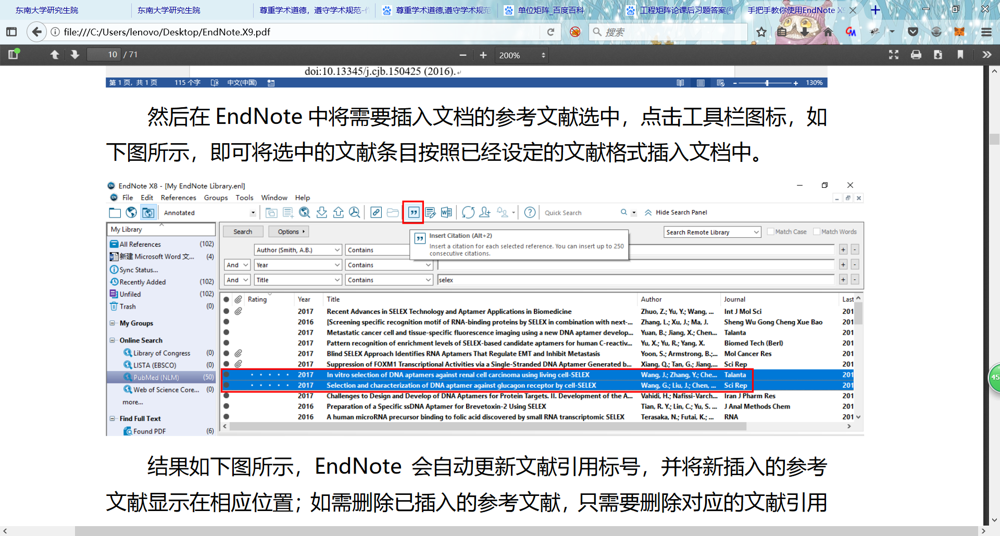 东南大学研究生院 东南大学研究生院 尊重学术道德，遵守学术规范-作 尊重学术道德,遵守学术规范 单位矩阵_百度百科 工程矩阵论课后习题答案(张 手把手教你使用EndNote X9
file:///C:/Users/lenovo/Desktop/EndNote.X9.pdf 搜索
10 / 71 200%
doi:10.13345/j.cjb.150425 (2016).
第 1 页，共 1 页 115 个字 中文(中国) 130%
然后在 EndNote 中将需要插入文档的参考文献选中，点击工具栏图标，如
下图所示，即可将选中的文献条目按照已经设定的文献格式插入文档中。
EndNote X8 - [My EndNote Library.enl]
File Edit References Groups Tools Window Help
Annotated Quick Search Hide Search Panel
My Library
All References (102)
新建 Microsoft Word 文... (4)
Sync Status...
Recently Added (102)
Unfiled (102)
Trash (0)
My Groups
Online Search
Library of Congress (0)
LISTA (EBSCO) (0)
PubMed (NLM) (50)
Web of Science Core... (0)
more...
Find Full Text
Found PDF (6)
Search Options Search Remote Library Match Case Match Words
Insert Citation (Alt+2)
Insert a citation for each selected reference. You can insert up to 250
consecutive citations.
Author (Smith, A.B.) Contains + -
And Year Contains + -
And Title Contains selex + -
Rating Year Title Author Journal Last
2017 Recent Advances in SELEX Technology and Aptamer Applications in Biomedicine Zhuo, Z.; Yu, Y.; Wang, ... Int J Mol Sci 201
2016 [Screening specific recognition motif of RNA-binding proteins by SELEX in combination with next-... Zhang, L.; Xu, J.; Ma, J. Sheng Wu Gong Cheng Xue Bao 201
2017 Metastatic cancer cell and tissue-specific fluorescence imaging using a new DNA aptamer develop... Yuan, B.; Jiang, X.; Chen... Talanta 201
2017 Pattern recognition of enrichment levels of SELEX-based candidate aptamers for human C-reactiv... Yu, X.; Yu, R.; Yang, X. Biomed Tech (Berl) 201
2017 Blind SELEX Approach Identifies RNA Aptamers That Regulate EMT and Inhibit Metastasis Yoon, S.; Armstrong, B.;... Mol Cancer Res 201
2017 Suppression of FOXM1 Transcriptional Activities via a Single-Stranded DNA Aptamer Generated b... Xiang, Q.; Tan, G.; Jiang,... Sci Rep 201
2017 In vitro selection of DNA aptamers against renal cell carcinoma using living cell-SELEX Wang, J.; Zhang, Y.; Che... Talanta 201
2017 Selection and characterization of DNA aptamer against glucagon receptor by cell-SELEX Wang, G.; Liu, J.; Chen, ... Sci Rep 201
2017 Challenges to Design and Develop of DNA Aptamers for Protein Targets. II. Development of the A... Vahidi, H.; Nafissi-Varch... Iran J Pharm Res 201
2016 Preparation of a Specific ssDNA Aptamer for Brevetoxin-2 Using SELEX Tian, R. Y.; Lin, C.; Yu, S. ... J Anal Methods Chem 201
2016 A human microRNA precursor binding to folic acid discovered by small RNA transcriptomic SELEX Terasaka, N.; Futai, K.; ... RNA 201
45
结果如下图所示，EndNote 会自动更新文献引用标号，并将新插入的参考
文献显示在相应位置；如需删除已插入的参考文献，只需要删除对应的文献引用